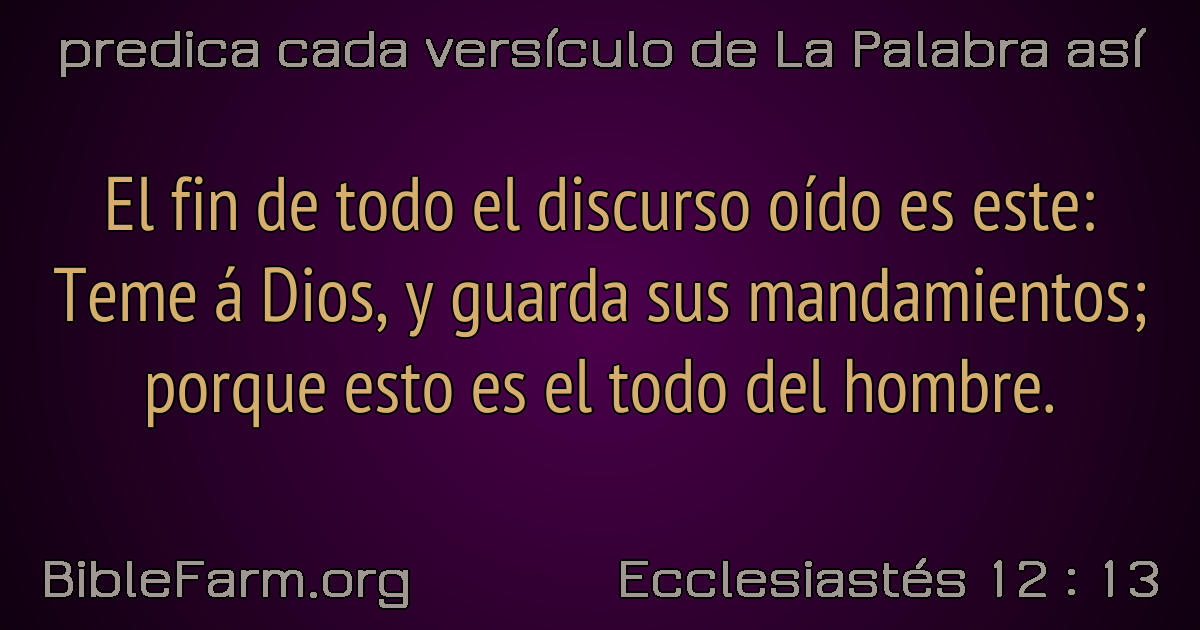 predica cada versículo de La Palabra así
El fin de todo el discurso oído es este:
Teme á Dios, y guarda sus mandamientos;
porque esto es el todo del hombre.
BibleFarm.org
Ecclesiastés 12 : 13